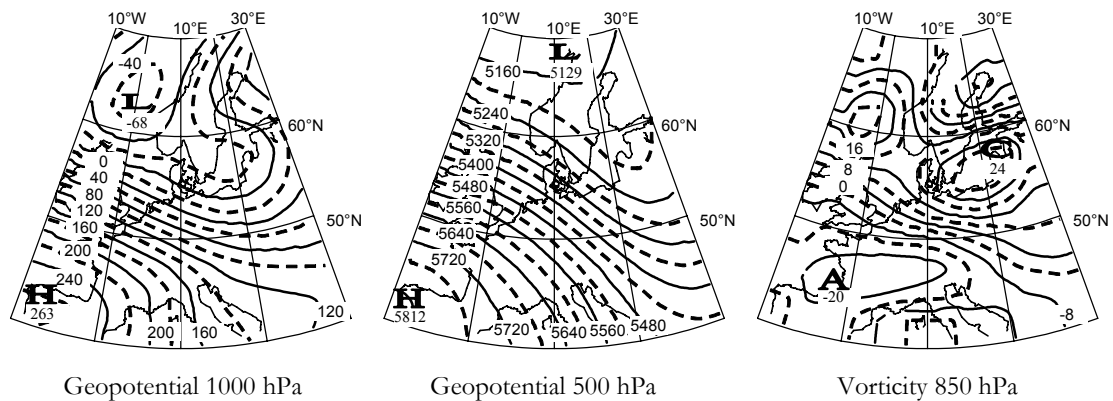 10°W
10°E
30°E
-40
L
-68
60°N
0
40
80
120
160
200
50°N
240
H
263
200
160
120
Geopotential 1000 hPa
10°W
10°E
30°E
L
5160
5129
5240
60°N
5320
5400
5480
5560
5640
50°N
5720
H
5812
5720
5640
5560
5480
Geopotential 500 hPa
10°W
10°E
30°E
60°N
16
C
8
24
0
50°N
A
-20
-8
Vorticity 850 hPa